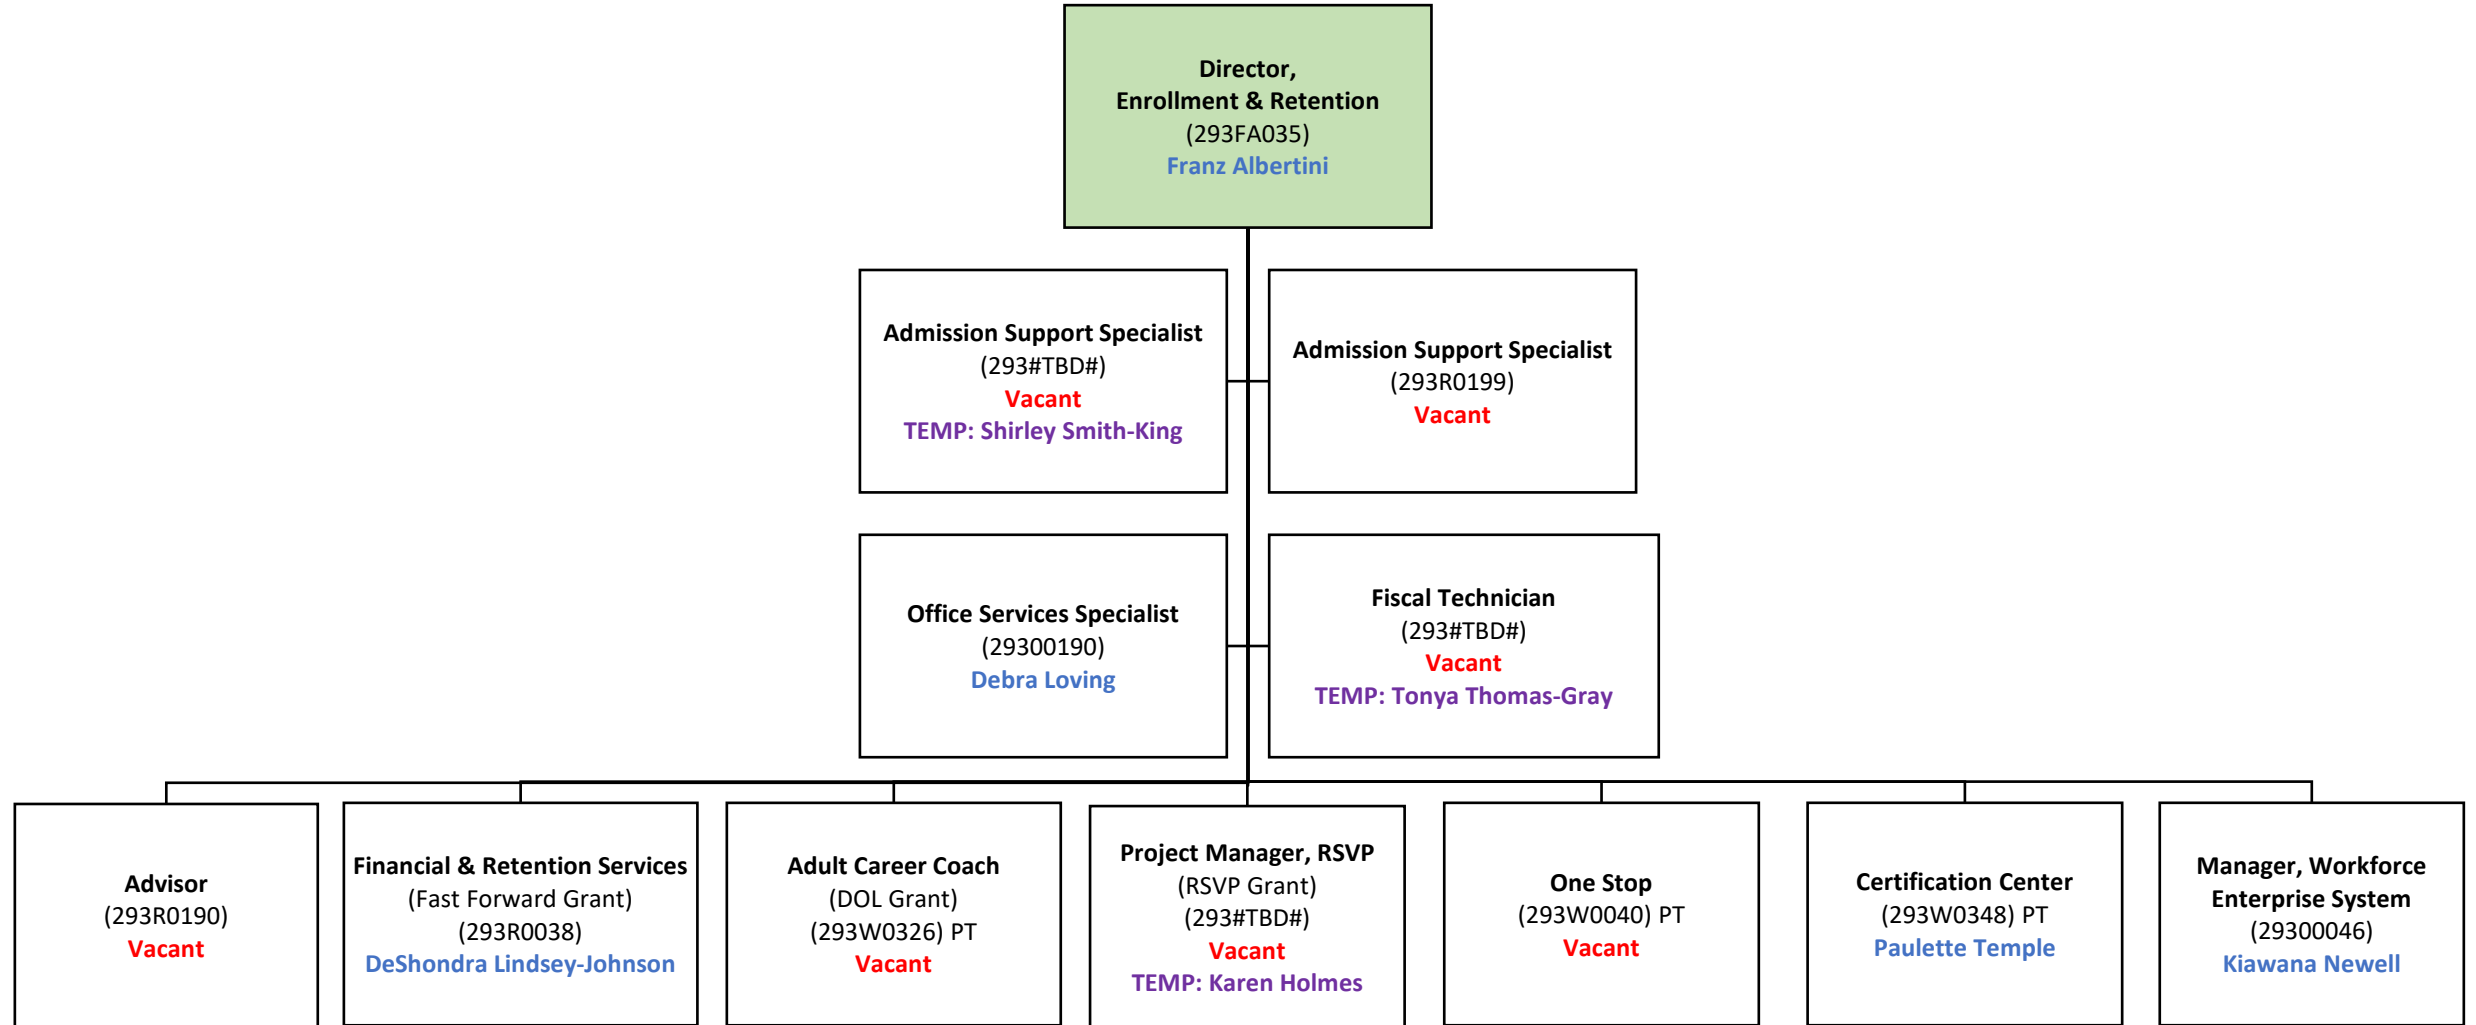 Director,
Enrollment & Retention
(293FA035)
Franz Albertini
Admission Support Specialist
(293#TBD#)
Vacant
TEMP: Shirley Smith-King
Admission Support Specialist
(293R0199)
Vacant
Office Services Specialist
(29300190)
Debra Loving
Fiscal Technician
(293#TBD#)
Vacant
TEMP: Tonya Thomas-Gray
Advisor
(293R0190)
Vacant
Financial & Retention Services
(Fast Forward Grant)
(293R0038)
DeShondra Lindsey-Johnson
Adult Career Coach
(DOL Grant)
(293W0326) PT
Vacant
Project Manager, RSVP
(RSVP Grant)
(293#TBD#)
Vacant
TEMP: Karen Holmes
One Stop
(293W0040) PT
Vacant
Certification Center
(293W0348) PT
Paulette Temple
Manager, Workforce
Enterprise System
(29300046)
Kiawana Newell